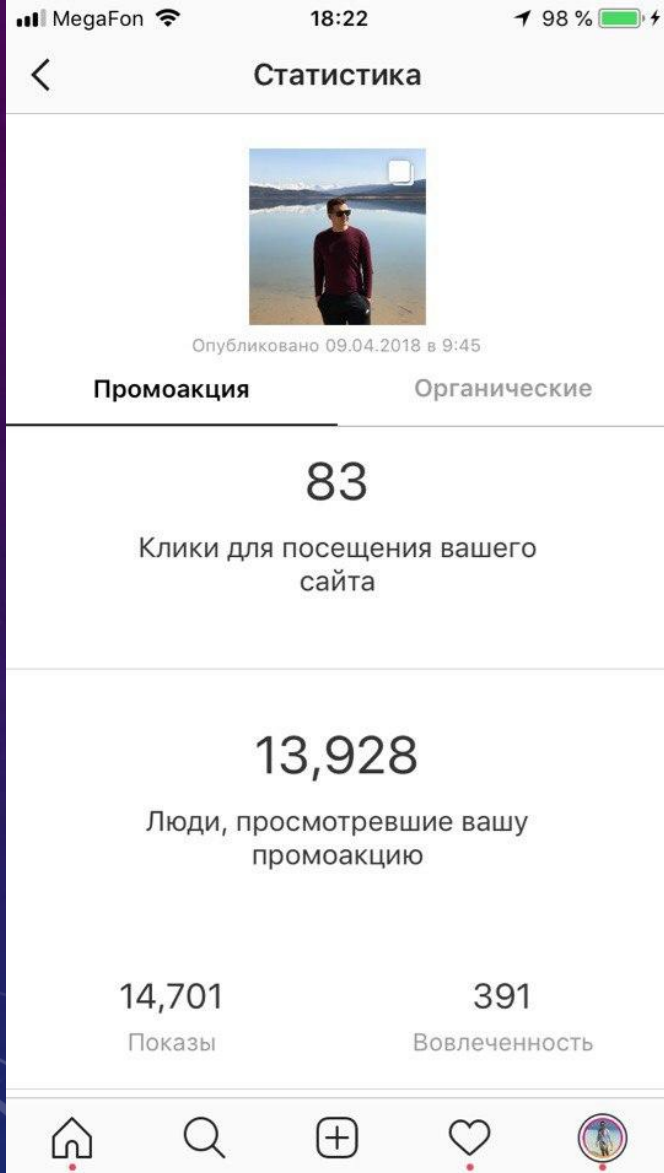 MegaFon 18:22 98 %
Статистика
Опубликовано 09.04.2018 в 9:45
Промоакция Органические
83
Клики для посещения вашего
сайта
13,928
Люди, просмотревшие вашу
промоакцию
14,701 391
Показы Вовлеченность